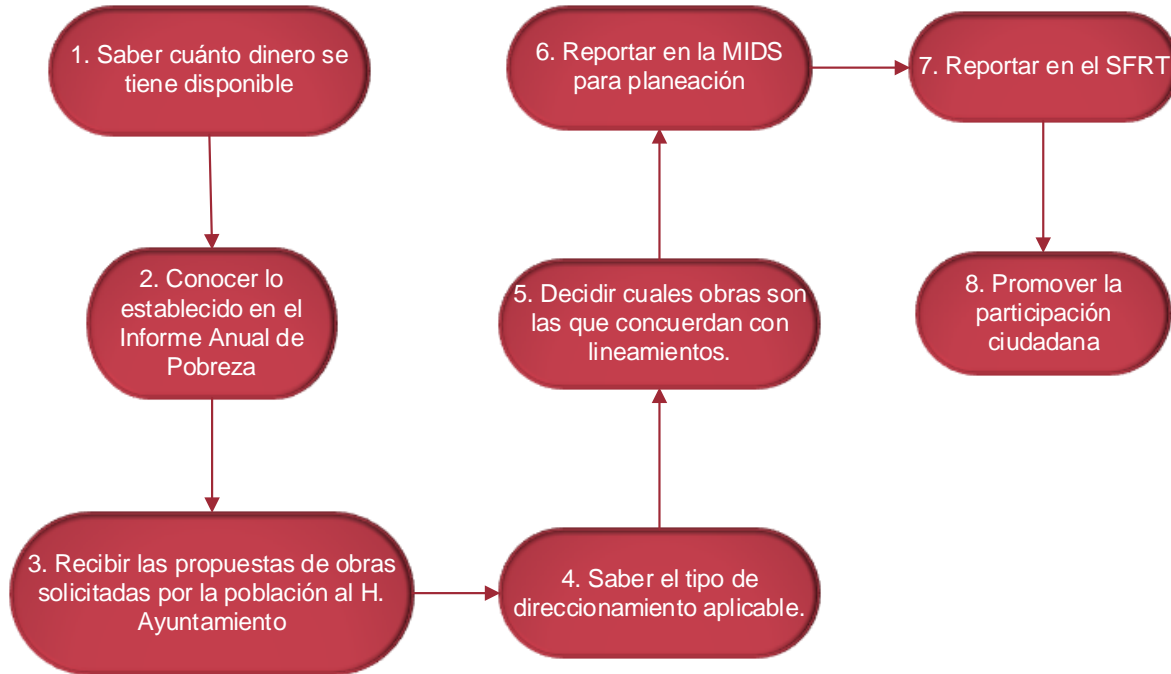 1. Saber cuánto dinero se
tiene disponible
2. Conocer lo
establecido en el
Informe Anual de
Pobreza
3. Recibir las propuestas de obras
solicitadas por la población al H.
Ayuntamiento
4. Saber el tipo de
direccionamiento aplicable.
5. Decidir cuales obras son
las que concuerdan con
lineamientos.
6. Reportar en la MIDS
para planeación
7. Reportar en el SFRT
8. Promover la
participación
ciudadana